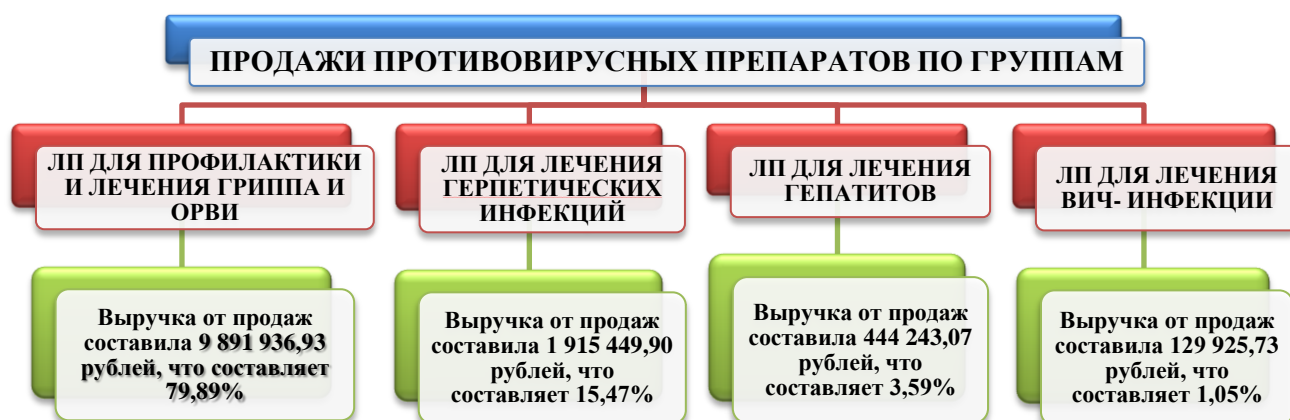 ПРОДАЖИ ПРОТИВОВИРУСНЫХ ПРЕПАРАТОВ ПО ГРУППАМ
ЛП ДЛЯ ПРОФИЛАКТИКИ
И ЛЕЧЕНИЯ ГРИППА И
ОРВИ
Выручка от продаж
составила 9 891 936,93
рублей, что составляет
79,89%
ЛП ДЛЯ ЛЕЧЕНИЯ
ГЕРПЕТИЧЕСКИХ
ИНФЕКЦИЙ
Выручка от продаж
составила 1 915 449,90
рублей, что
составляет 15,47%
ЛП ДЛЯ ЛЕЧЕНИЯ
ГЕПАТИТОВ
Выручка от продаж
составила 444 243,07
рублей, что
составляет 3,59%
ЛП ДЛЯ ЛЕЧЕНИЯ
ВИЧ- ИНФЕКЦИИ
Выручка от продаж
составила 129 925,73
рублей, что
составляет 1,05%